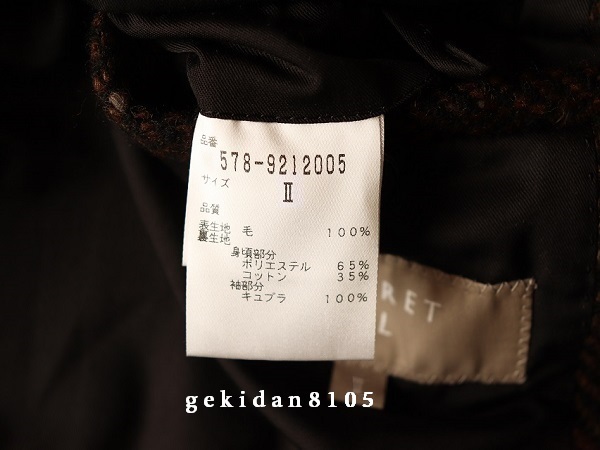 品番
578-9212005
サイズ
II
品質
表生地 毛 100%
裏生地
身頃部分
ポリエステル 65%
コットン 35%
袖部分
キュプラ 100%
RET
L
gekidan8105